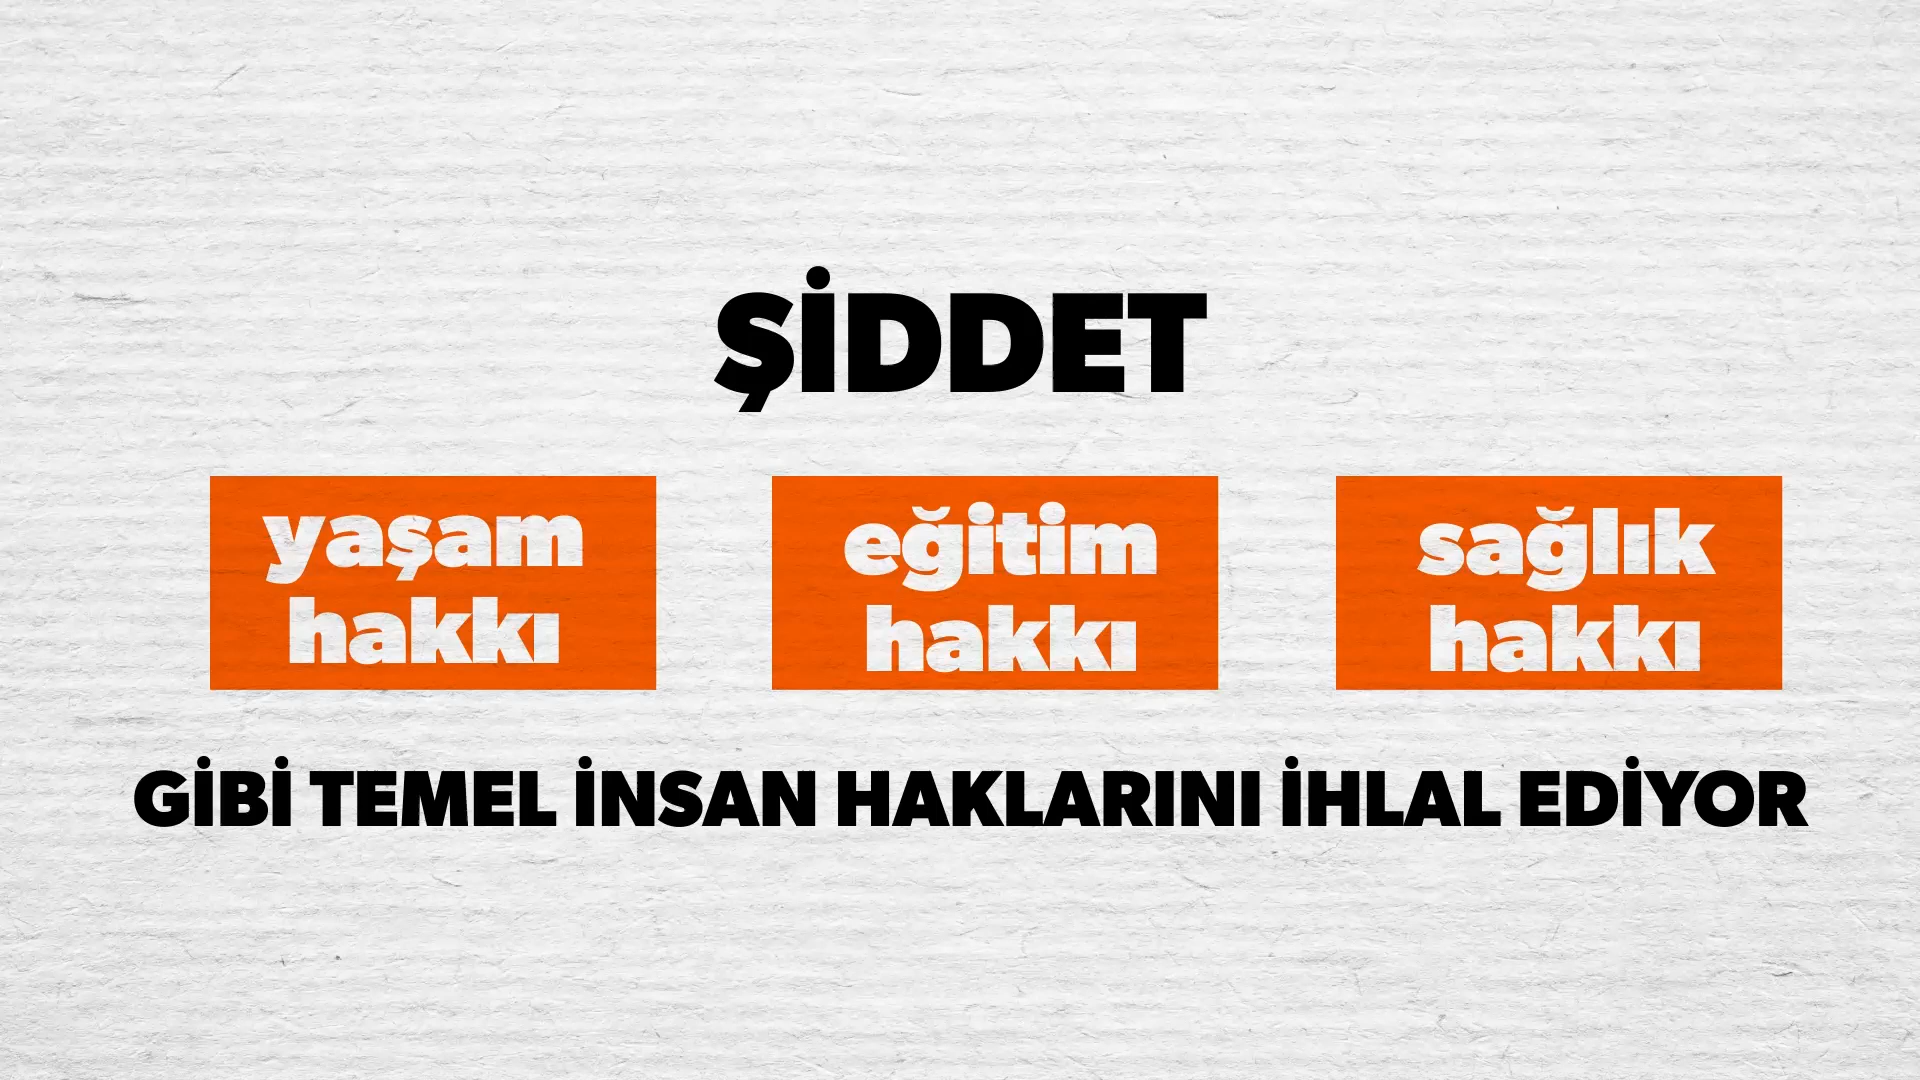 ŞİDDET
yaşam
hakkı
eğitim
hakkı
sağlık
hakkı
GİBİ TEMEL İNSAN HAKLARINI İHLAL EDİYOR